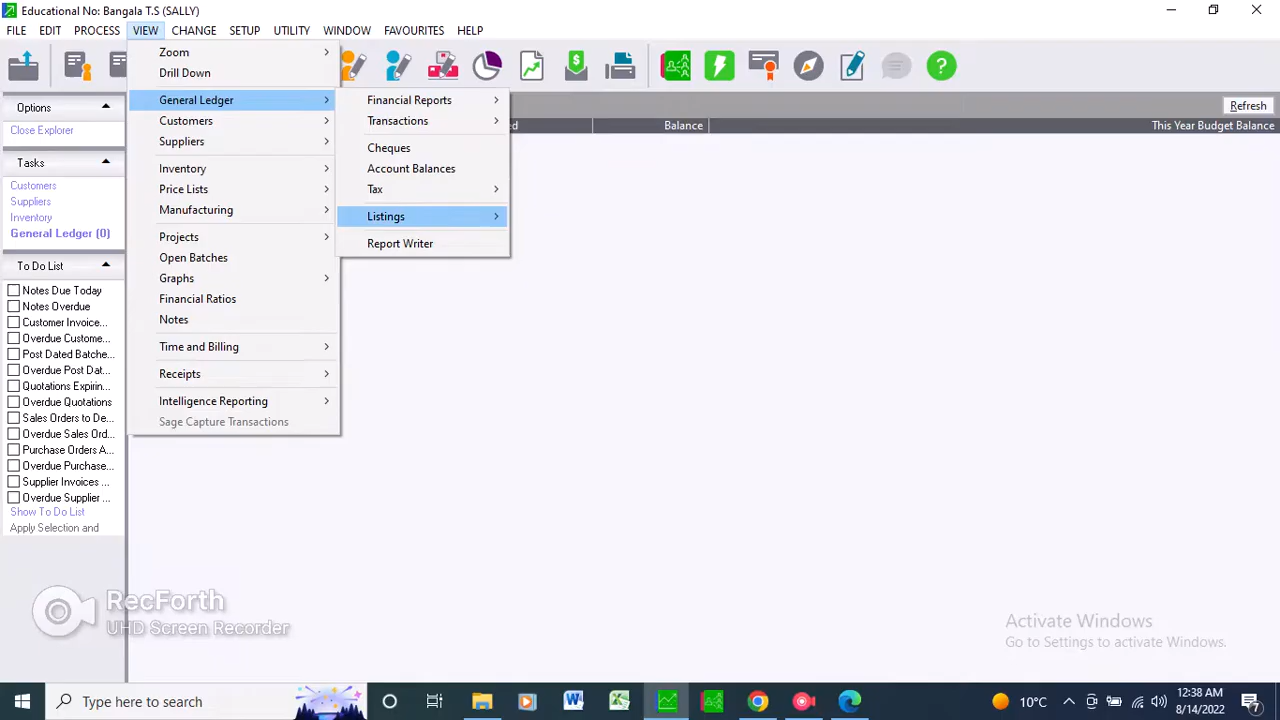 Educational No: Bangala T.S (SALLY)
FILE EDIT PROCESS VIEW CHANGE SETUP UTILITY WINDOW FAVOURITES HELP
Options
Close Explorer
Tasks
Customers
Suppliers
Inventory
General Ledger (0)
To Do List
Notes Due Today
Notes Overdue
Customer Invoice...
Overdue Custome...
Post Dated Batche...
Overdue Post Dat...
Quotations Expirin...
Overdue Quotations
Sales Orders to De...
Overdue Sales Ord...
Purchase Orders A...
Overdue Purchase...
Supplier Invoices ...
Overdue Supplier ...
Show To Do List
Apply Selection and
Zoom
Drill Down
General Ledger
Customers
Suppliers
Inventory
Price Lists
Manufacturing
Projects
Open Batches
Graphs
Financial Ratios
Notes
Time and Billing
Receipts
Intelligence Reporting
Sage Capture Transactions
Financial Reports
Transactions
Cheques
Account Balances
Tax
Listings
Report Writer
Refresh
Balance This Year Budget Balance
RecForth
UHD Screen Recorder
Activate Windows
Go to Settings to activate Windows.
Type here to search
10°C
12:38 AM
8/14/2022
7